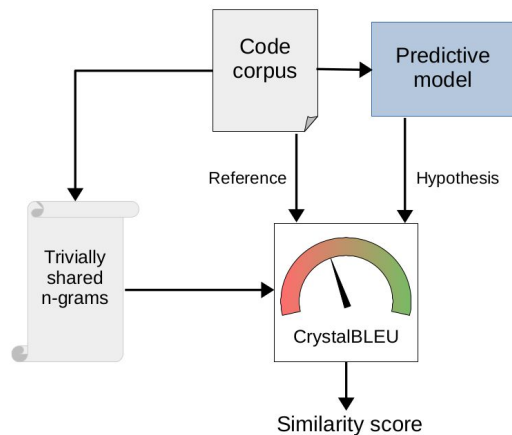 Code
corpus
Predictive
model
Reference
Hypothesis
Trivially
shared
n-grams
CrystalBLEU
Similarity score